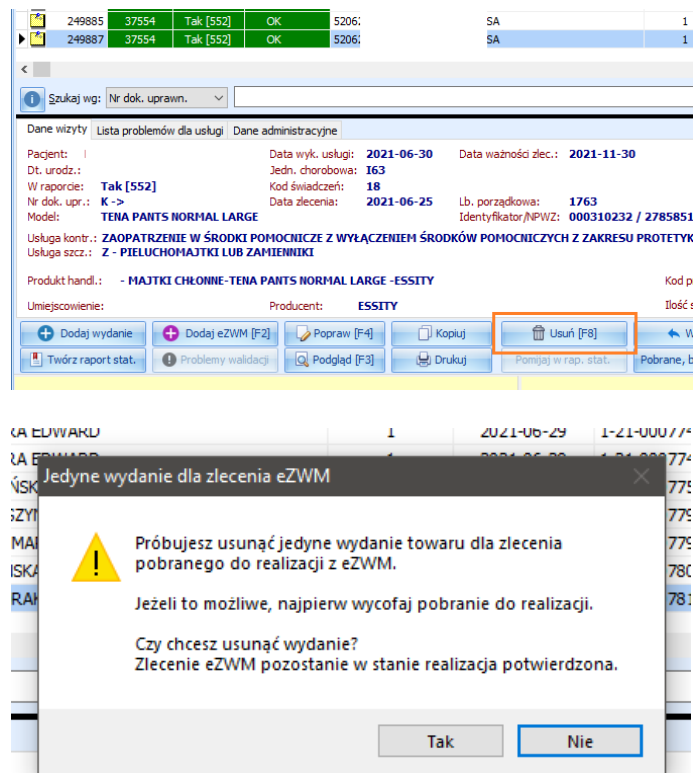 249885 37554 Tak [552] OK 5206 SA 1
249887 37554 Tak [552] OK 5206 SA 1
Szukaj wg: Nr dok. uprawn.
Dane wizyty Lista problemów dla usługi Dane administracyjne
Pacjent: Data wyk. usługi: 2021-06-30 Data ważności zlec.: 2021-11-30
Dt. urodz.: Jedn. chorobowa: I63
W raporcie: Tak [552] Kod świadczeń: 18
Nr dok. upr.: K -> Data zlecenia: 2021-06-25 Lb. porządkowa: 1763
Model: TENA PANTS NORMAL LARGE Identyfikator/NPWZ: 000310232 / 2785851
Usługa kontr.: ZAOPATRZENIE W ŚRODKI POMOCNICZE Z WYŁĄCZENIEM ŚRODKÓW POMOCNICZYCH Z ZAKRESU PROTETYK
Usługa szcz.: Z - PIELUCHOMAJTKI LUB ZAMIENNIKI
Produkt handl.: - MAJTKI CHŁONNE-TENA PANTS NORMAL LARGE -ESSITY Kod p
Umiejscowienie: Producent: ESSITY Ilość s
Dodaj wydanie Dodaj eZWM [F2] Popraw [F4] Kopiuj Usuń [F8] W
Twórz raport stat. Problemy walidacji Podgląd [F3] Drukuj Pomijaj w rap. stat. Pobrane, b
RA EDWARD 1 2021-06-29 1-21-000774
Jedyne wydanie dla zlecenia eZWM
Próbujesz usunąć jedyne wydanie towaru dla zlecenia
pobranego do realizacji z eZWM.
Jeżeli to możliwe, najpierw wycofaj pobranie do realizacji.
Czy chcesz usunąć wydanie?
Zlecenie eZWM pozostanie w stanie realizacja potwierdzona.
Tak Nie